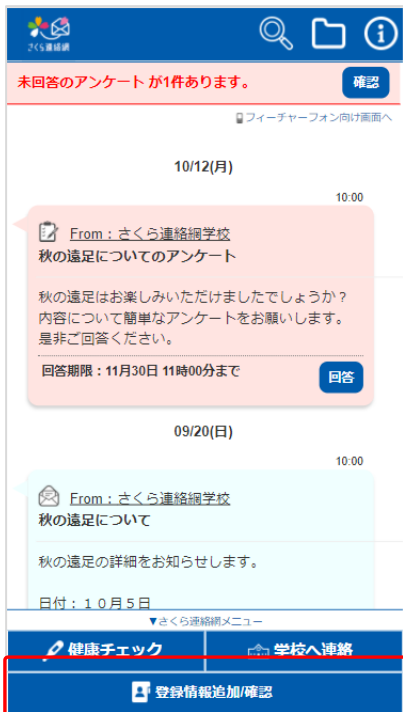 さくら連絡網
未回答のアンケート が1件あります。
確認
フィーチャーフォン向け画面へ
10/12(月)
10:00
From：さくら連絡網学校
秋の遠足についてのアンケート
秋の遠足はお楽しみいただけましたでしょうか？
内容について簡単なアンケートをお願いします。
是非ご回答ください。
回答期限：11月30日 11時00分まで
回答
09/20(日)
10:00
From：さくら連絡網学校
秋の遠足について
秋の遠足の詳細をお知らせします。
日付：１０月５日
▼さくら連絡網メニュー
健康チェック
学校へ連絡
登録情報追加/確認